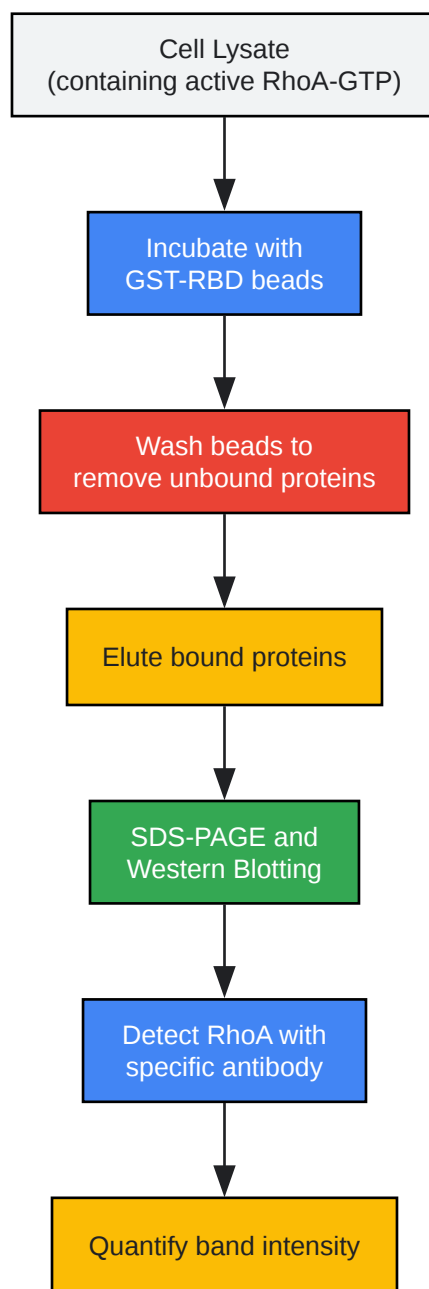 Cell Lysate
(containing active RhoA-GTP)
Incubate with
GST-RBD beads
Wash beads to
remove unbound proteins
Elute bound proteins
SDS-PAGE and
Western Blotting
Detect RhoA with
specific antibody
Quantify band intensity